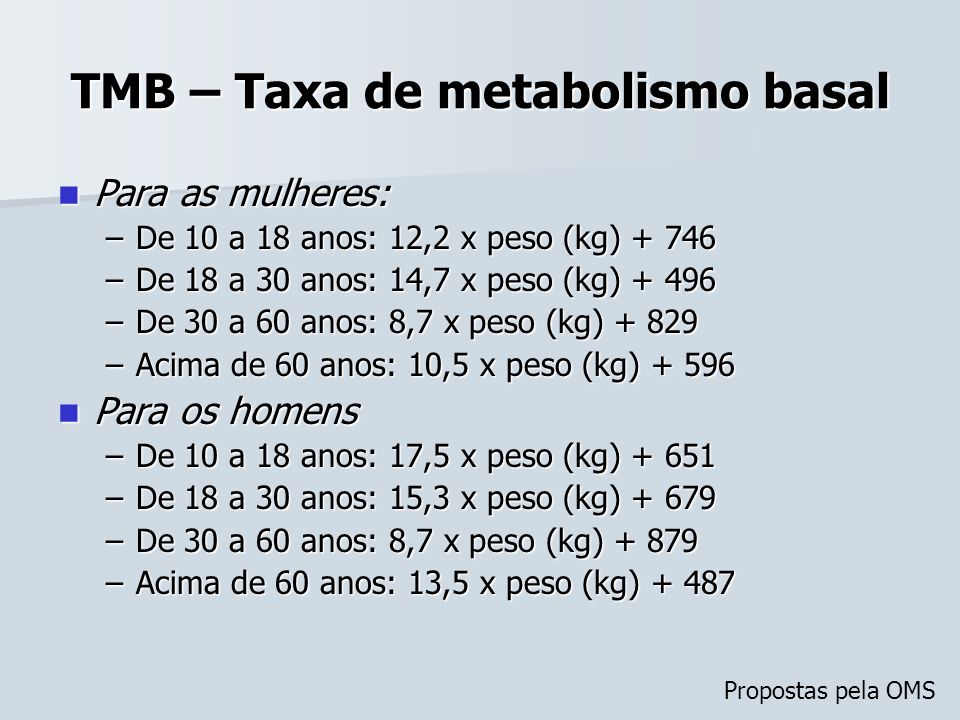 TMB – Taxa de metabolismo basal
Para as mulheres:
–De 10 a 18 anos: 12,2 x peso (kg) + 746
–De 18 a 30 anos: 14,7 x peso (kg) + 496
–De 30 a 60 anos: 8,7 x peso (kg) + 829
–Acima de 60 anos: 10,5 x peso (kg) + 596
Para os homens
–De 10 a 18 anos: 17,5 x peso (kg) + 651
–De 18 a 30 anos: 15,3 x peso (kg) + 679
–De 30 a 60 anos: 8,7 x peso (kg) + 879
–Acima de 60 anos: 13,5 x peso (kg) + 487
Propostas pela OMS